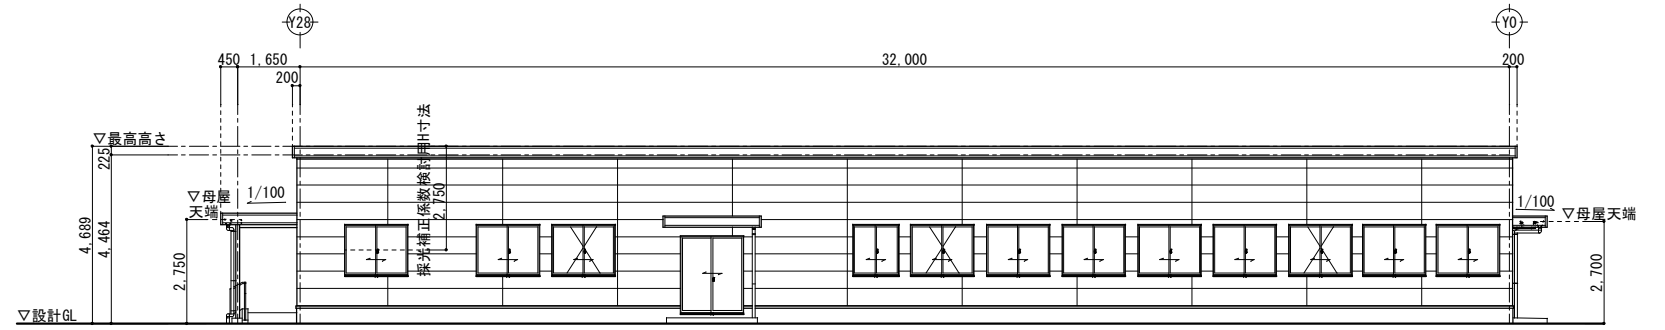 Y28
Y0
450
1,650
32,000
200
200
▽最高高さ
225
採光補正係数検討用H寸法
2,750
▽母屋
天端
1/100
1/100
▽母屋天端
4,689
4,464
2,750
2,700
▽設計GL